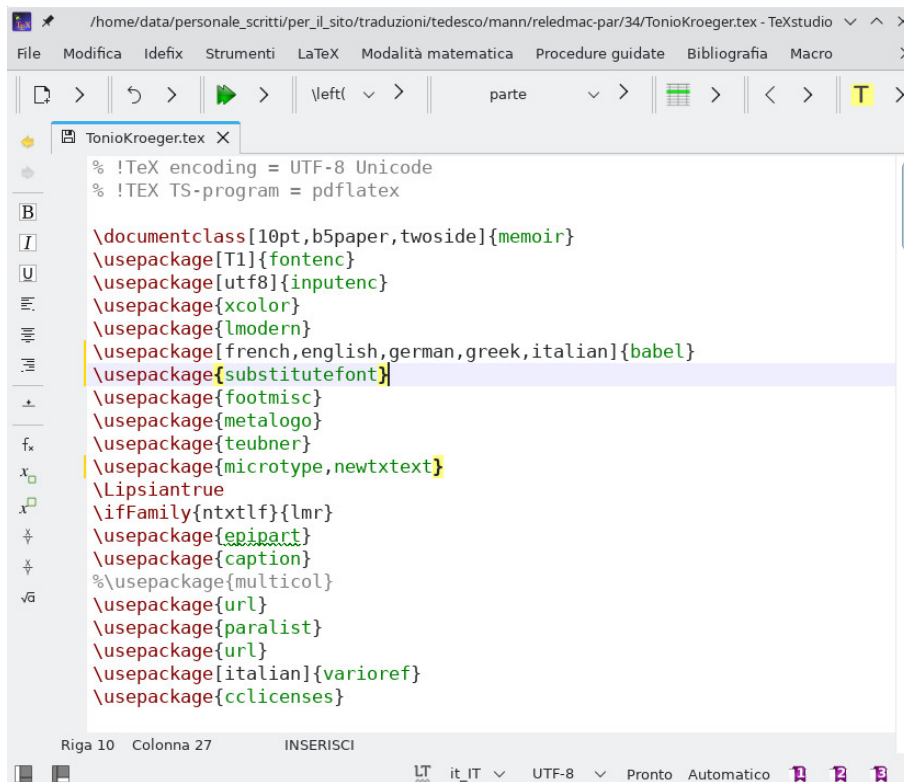 /home/data/personale_scritti/per_il_sito/traduzioni/tedesco/mann/reledmac-par/34/TonioKroeger.tex - TeXstudio
File Modifica Idefix Strumenti LaTeX Modalità matematica Procedure guidate Bibliografia Macro
\left( parte T
TonioKroeger.tex
% !TeX encoding = UTF-8 Unicode
% !TEX TS-program = pdflatex
\documentclass[10pt,b5paper,twoside]{memoir}
\usepackage[T1]{fontenc}
\usepackage[utf8]{inputenc}
\usepackage{xcolor}
\usepackage{lmodern}
\usepackage[french,english,german,greek,italian]{babel}
\usepackage{substitutefont}
\usepackage{footmisc}
\usepackage{metalogo}
\usepackage{teubner}
\usepackage{microtype,newtxtext}
\Lipsiantrue
\ifFamily{ntxtlf}{lmr}
\usepackage{epipart}
\usepackage{caption}
%\usepackage{multicol}
\usepackage{url}
\usepackage{paralist}
\usepackage{url}
\usepackage[italian]{varioref}
\usepackage{cclicenses}
Riga 10 Colonna 27 INSERISCI
LT it_IT UTF-8 Pronto Automatico 1 2 3